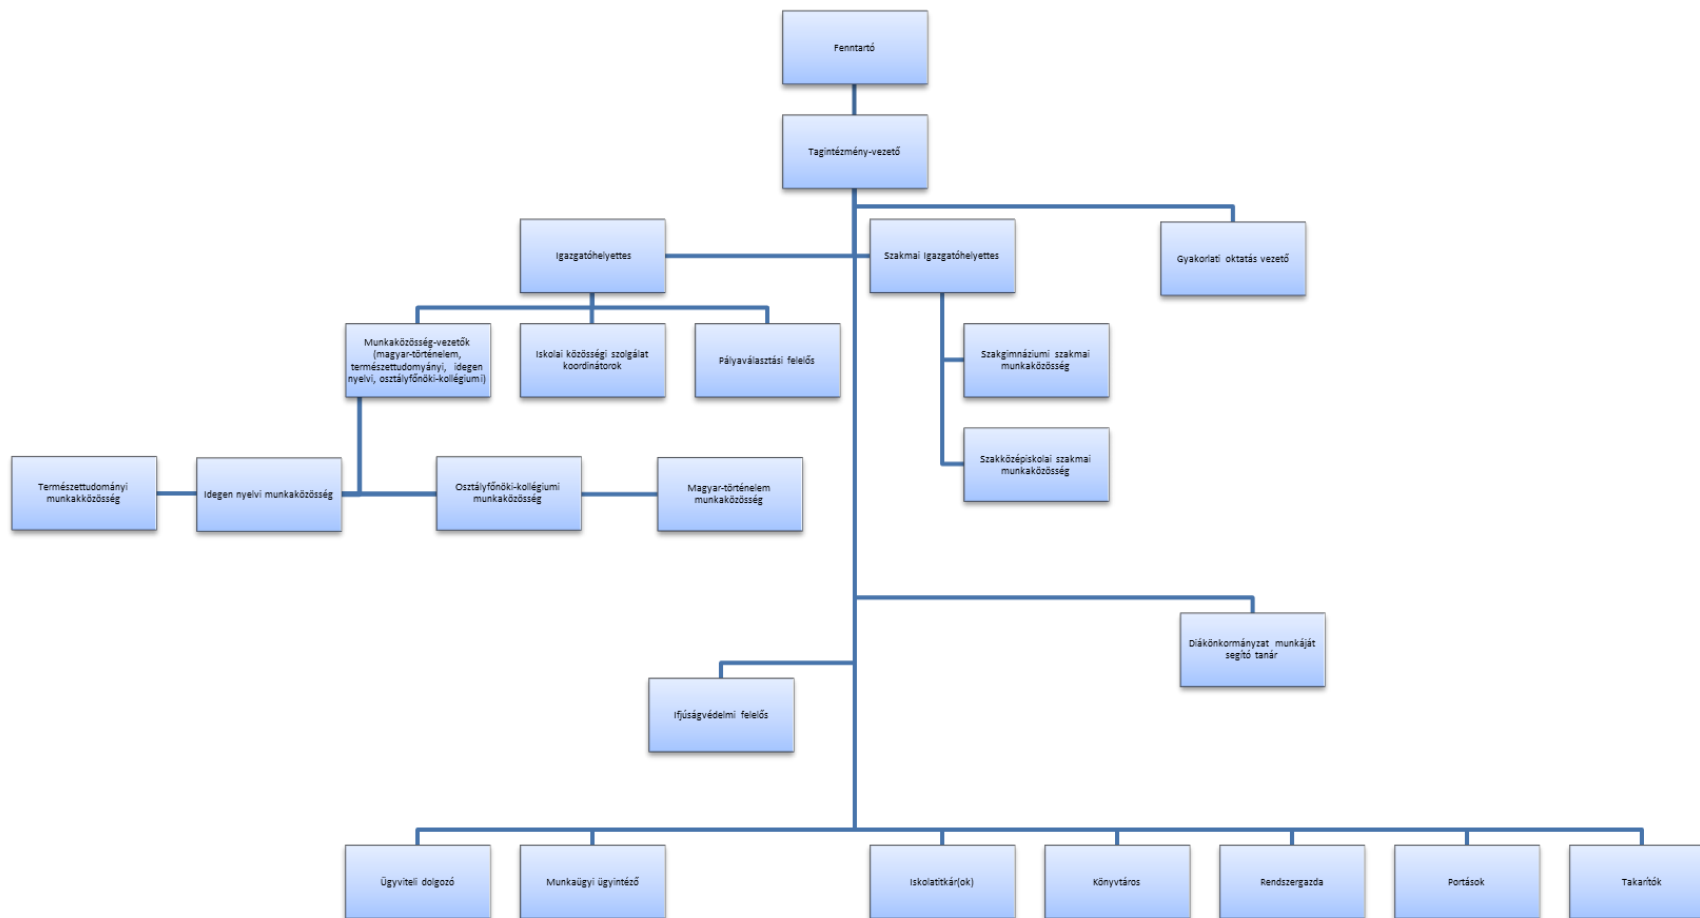 Fenntartó
Tagintézmény-vezető
Igazgatóhelyettes
Szakmai Igazgatóhelyettes
Gyakorlati oktatás vezető
Munkaközösség-vezetők
(magyar-történelem,
természettudományi, idegen
nyelvi, osztályfőnöki-kollégiumi)
Iskolai közösségi szolgálat
koordinátorok
Pályaválasztási felelős
Szakgimnáziumi szakmai
munkaközösség
Szakközépiskolai szakmai
munkaközösség
Természettudományi
munkakközösség
Idegen nyelvi munkaközösség
Osztályfőnöki-kollégiumi
munkaközösség
Magyar-történelem
munkaközösség
Diákönkormányzat munkáját
segítő tanár
Ifjúságvédelmi felelős
Ügyviteli dolgozó
Munkaügyi ügyintéző
Iskolatitkár(ok)
Könyvtáros
Rendszergazda
Portások
Takarítók